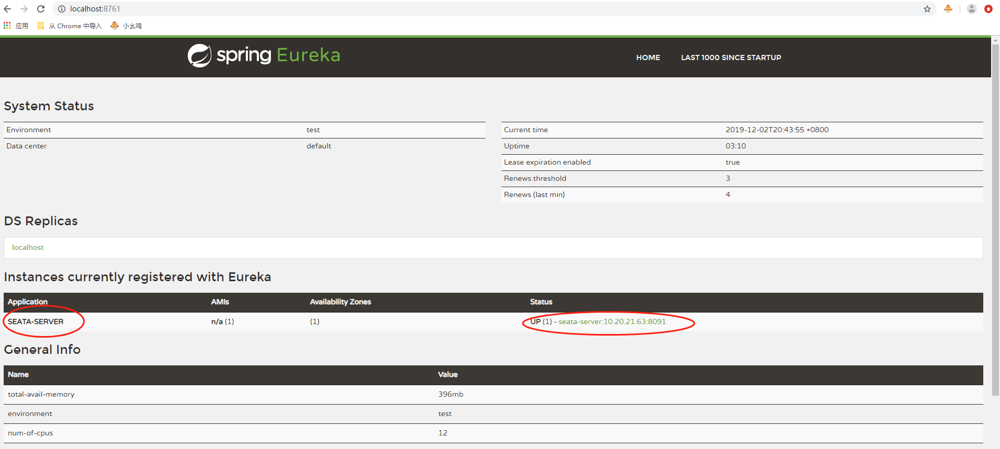 localhost:8761
应用 从 Chrome 中导入 小幺鸡
spring Eureka HOME LAST 1000 SINCE STARTUP
System Status
Environment test
Data center default
Current time 2019-12-02T20:43:55 +0800
Uptime 03:10
Lease expiration enabled true
Renews threshold 3
Renews (last min) 4
DS Replicas
localhost
Instances currently registered with Eureka
Application AMIs Availability Zones Status
SEATA-SERVER n/a (1) (1) UP (1) - seata-server:10.20.21.63:8091
General Info
Name Value
total-avail-memory 396mb
environment test
num-of-cpus 12